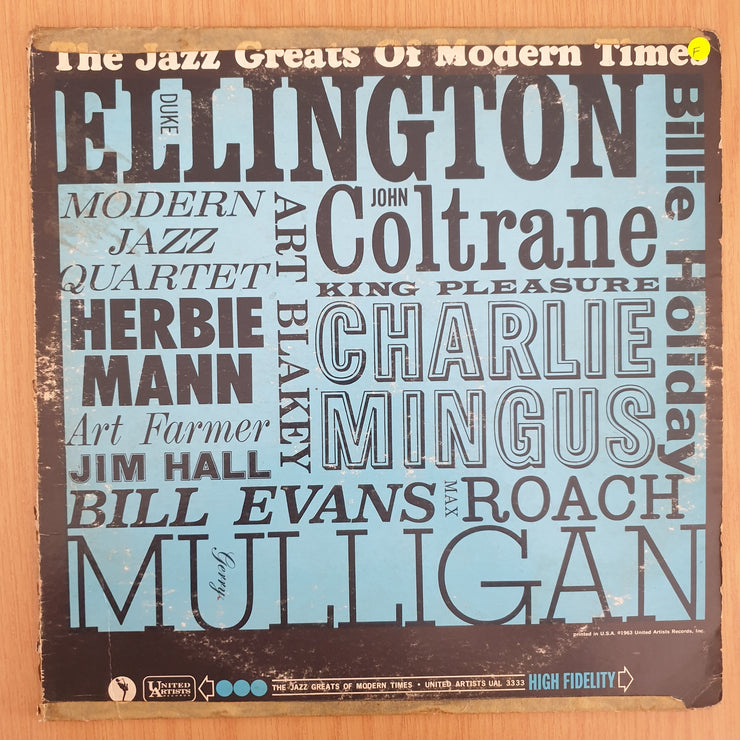 The Jazz Greats Of Modern Times
F
DUKE
ELLINGTON
Billie Holiday
MODERN
JAZZ
QUARTET
ART BLAKEY
JOHN
Coltrane
KING PLEASURE
HERBIE
MANN
CHARLIE
MINGUS
Art Farmer
JIM HALL
BILL EVANS
MAX
ROACH
Gerry
MULLIGAN
printed in U.S.A. ©1963 United Artists Records, Inc.
UNITED
ARTISTS
RECORDS
THE JAZZ GREATS OF MODERN TIMES • UNITED ARTISTS UAL 3333
HIGH FIDELITY